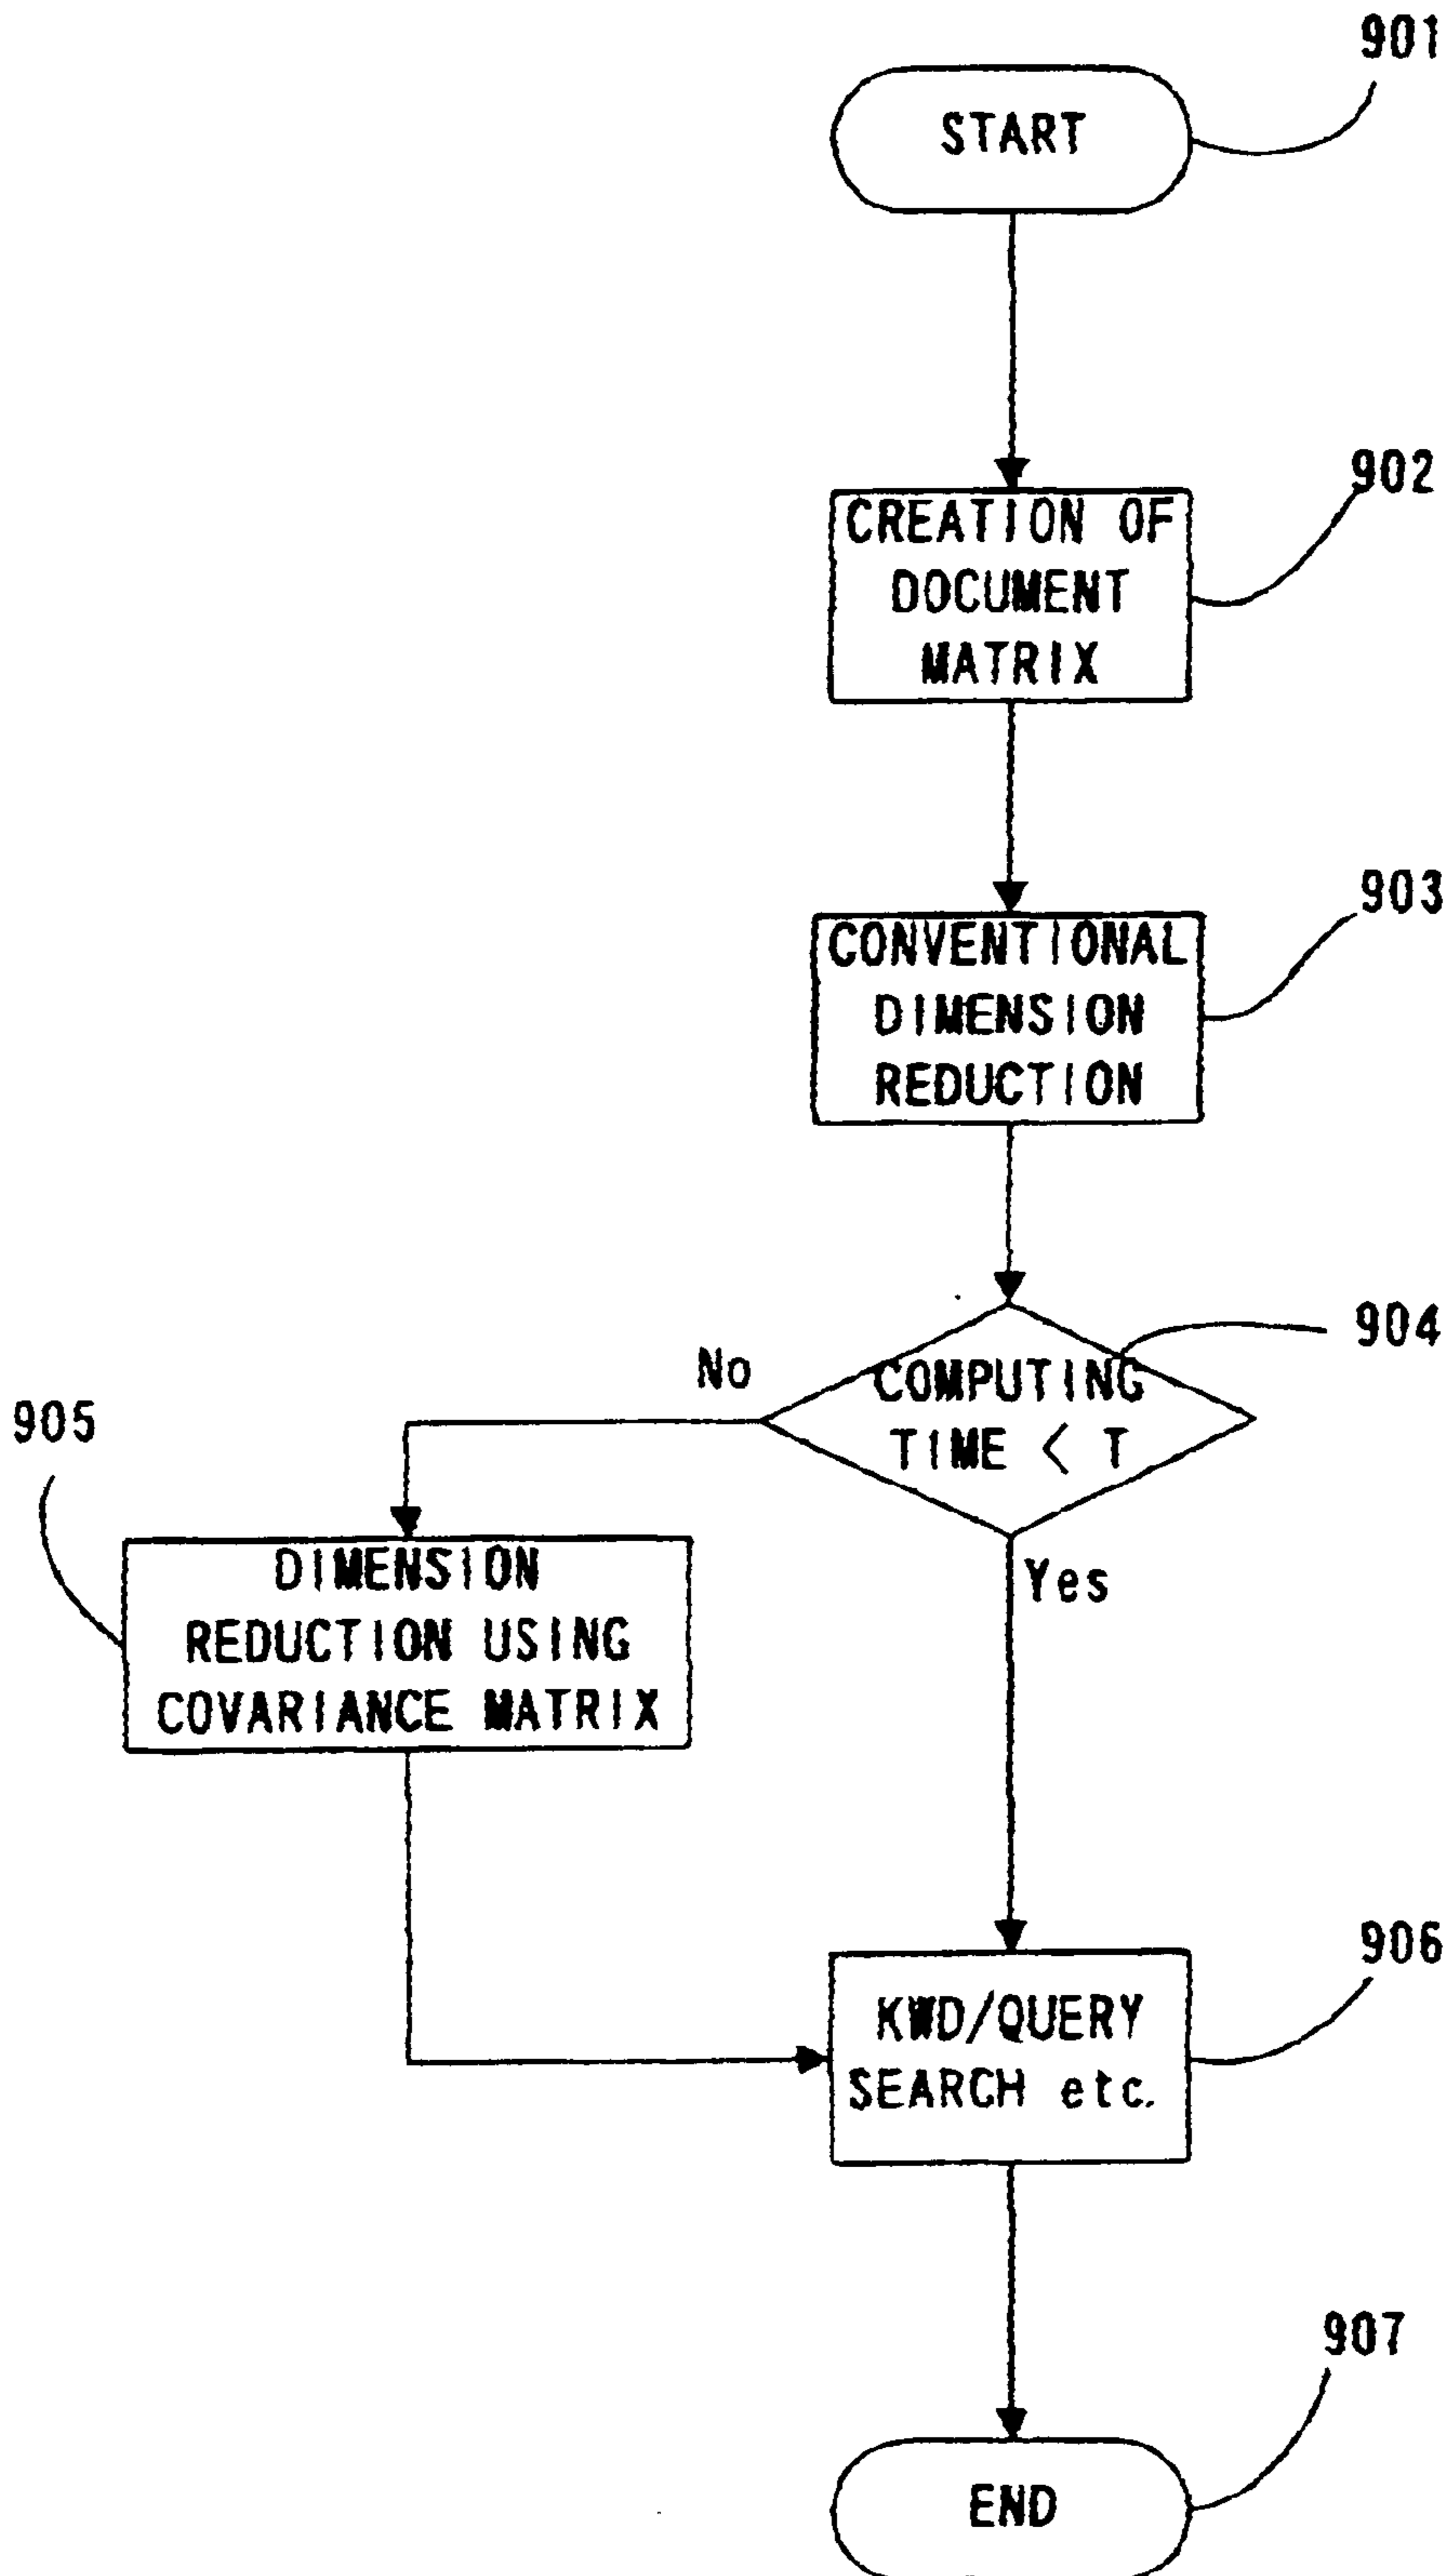 901
START
902
CREATION OF
DOCUMENT
MATRIX
903
CONVENTIONAL
DIMENSION
REDUCTION
904
No
COMPUTING
TIME < T
905
Yes
DIMENSION
REDUCTION USING
COVARIANCE MATRIX
906
KWD/QUERY
SEARCH etc.
907
END